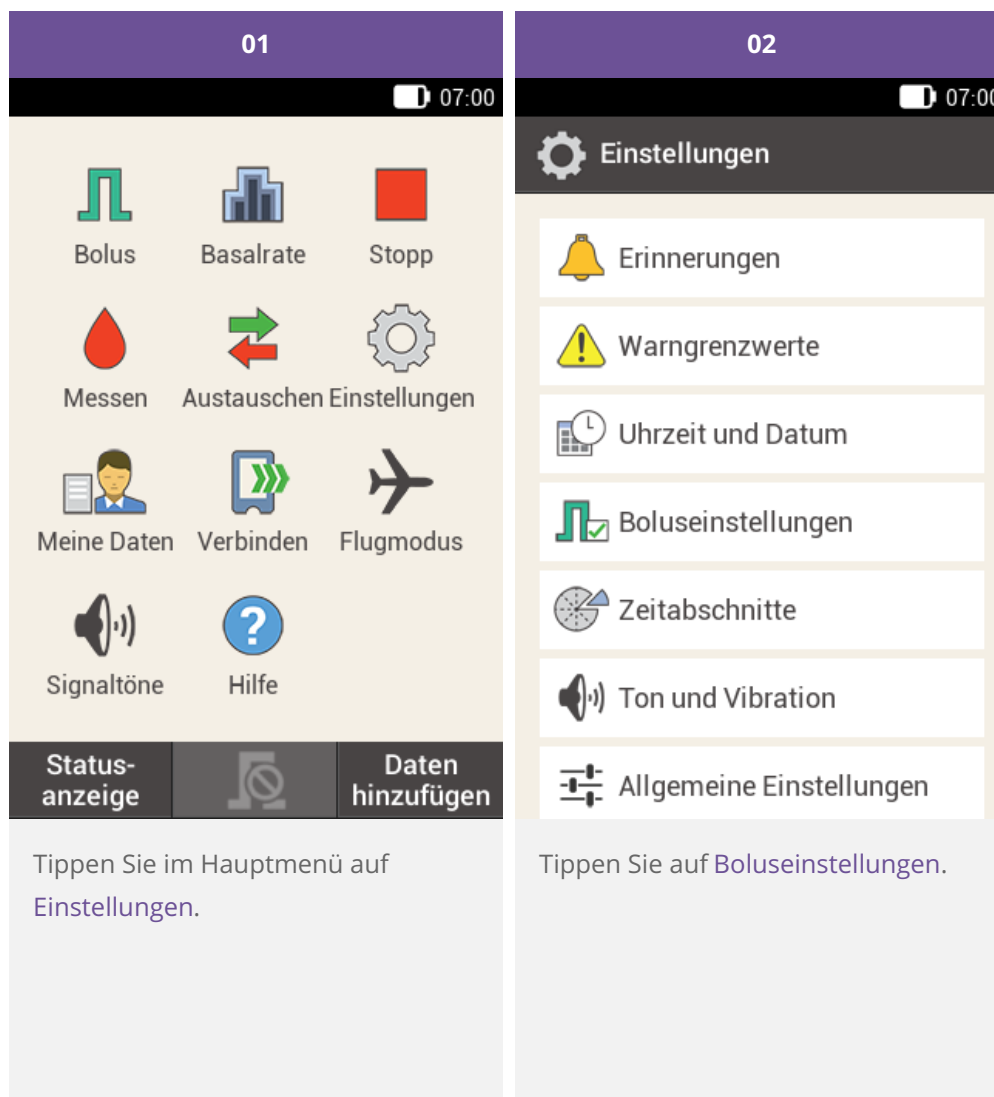 01
07:00
Bolus Basalrate Stopp
Messen Austauschen Einstellungen
Meine Daten Verbinden Flugmodus
Signaltöne Hilfe
Status-
anzeige
Daten
hinzufügen
Tippen Sie im Hauptmenü auf
Einstellungen.
02
07:00
Einstellungen
Erinnerungen
Warngrenzwerte
Uhrzeit und Datum
Boluseinstellungen
Zeitabschnitte
Ton und Vibration
Allgemeine Einstellungen
Tippen Sie auf Boluseinstellungen.